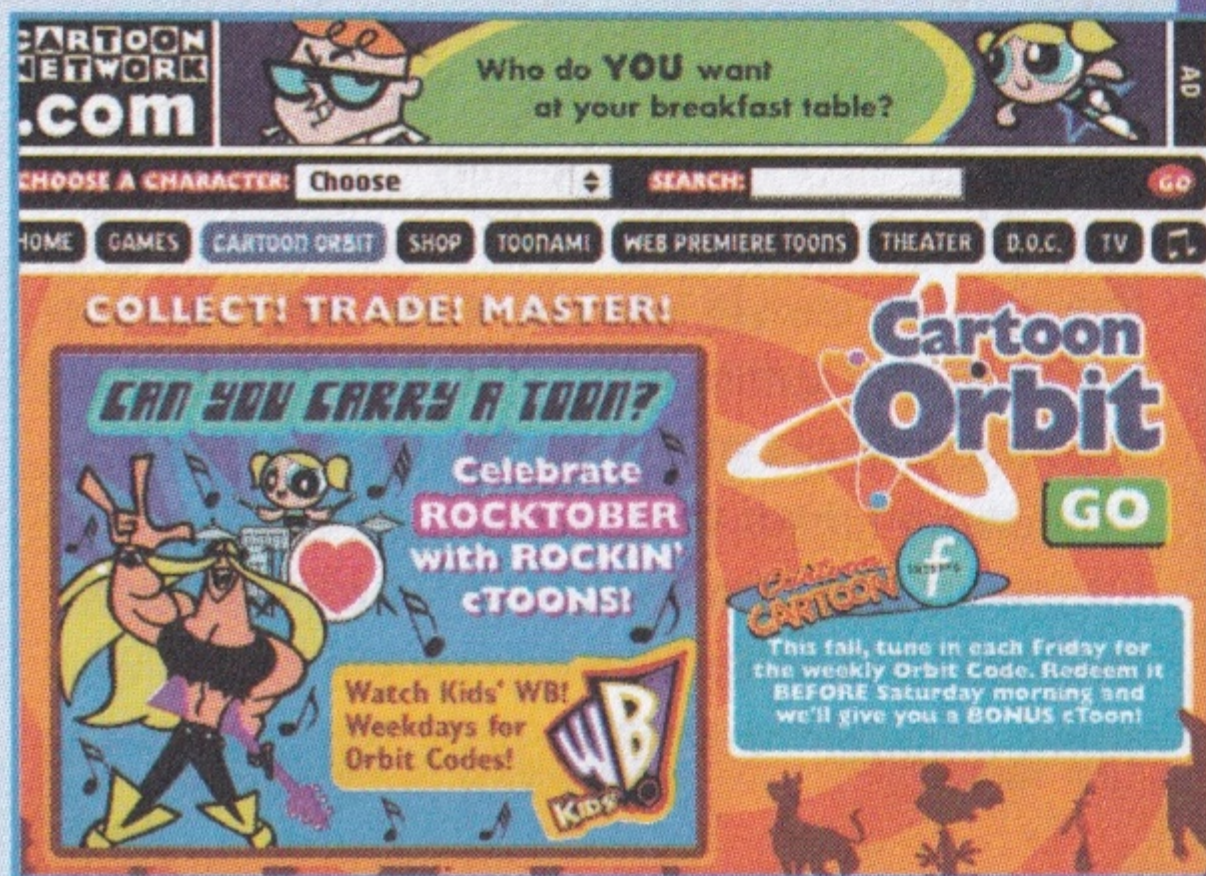 CARTOON
NETWORK
.com
Who do YOU want
at your breakfast table?
AD
CHOOSE A CHARACTER: Choose SEARCH: GO
HOME GAMES CARTOON ORBIT SHOP TOONAMI WEB PREMIERE TOONS THEATER D.O.C. TV
COLLECT! TRADE! MASTER!
CAN YOU CARRY A TOON?
Celebrate
ROCKTOBER
with ROCKIN'
cTOONS!
Watch Kids' WB!
Weekdays for
Orbit Codes!
WB
KIDS
Cartoon
Orbit
GO
CARTOON
f
This fall, tune in each Friday for
the weekly Orbit Code. Redeem it
BEFORE Saturday morning and
we'll give you a BONUS cToon!